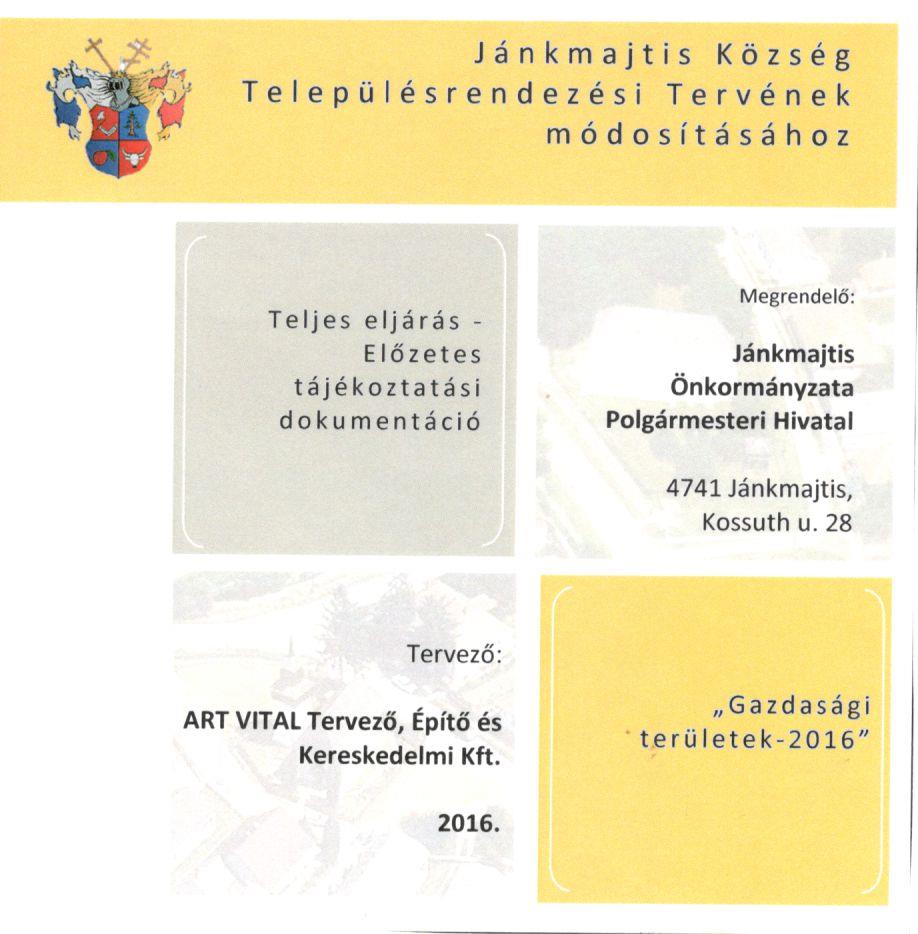 Jánkmajtis Község
Településrendezési Tervének
módosításához
Teljes eljárás -
Előzetes
tájékoztatási
dokumentáció
Megrendelő:
Jánkmajtis
Önkormányzata
Polgármesteri Hivatal
4741 Jánkmajtis,
Kossuth u. 28
Tervező:
ART VITAL Tervező, Építő és
Kereskedelmi Kft.
2016.
„Gazdasági
területek-2016”